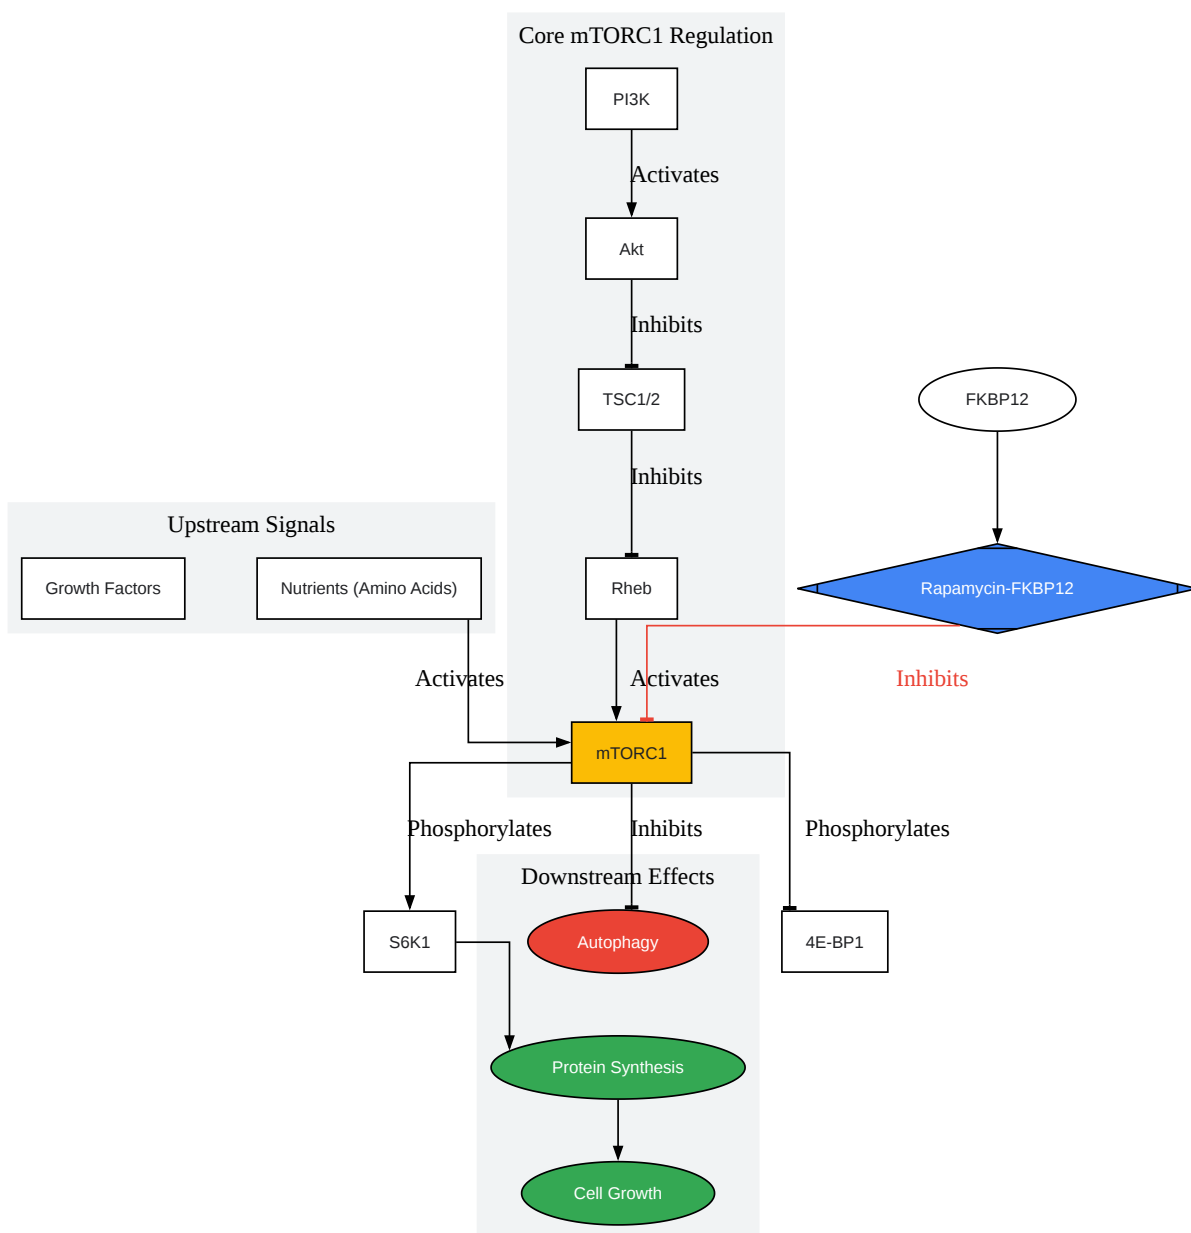 Core mTORC1 Regulation
PI3K
Activates
Akt
Inhibits
TSC1/2
FKBP12
Inhibits
Upstream Signals
Growth Factors
Nutrients (Amino Acids)
Rheb
Rapamycin-FKBP12
Activates
Activates
Inhibits
mTORC1
Phosphorylates
Inhibits
Phosphorylates
Downstream Effects
S6K1
Autophagy
4E-BP1
Protein Synthesis
Cell Growth